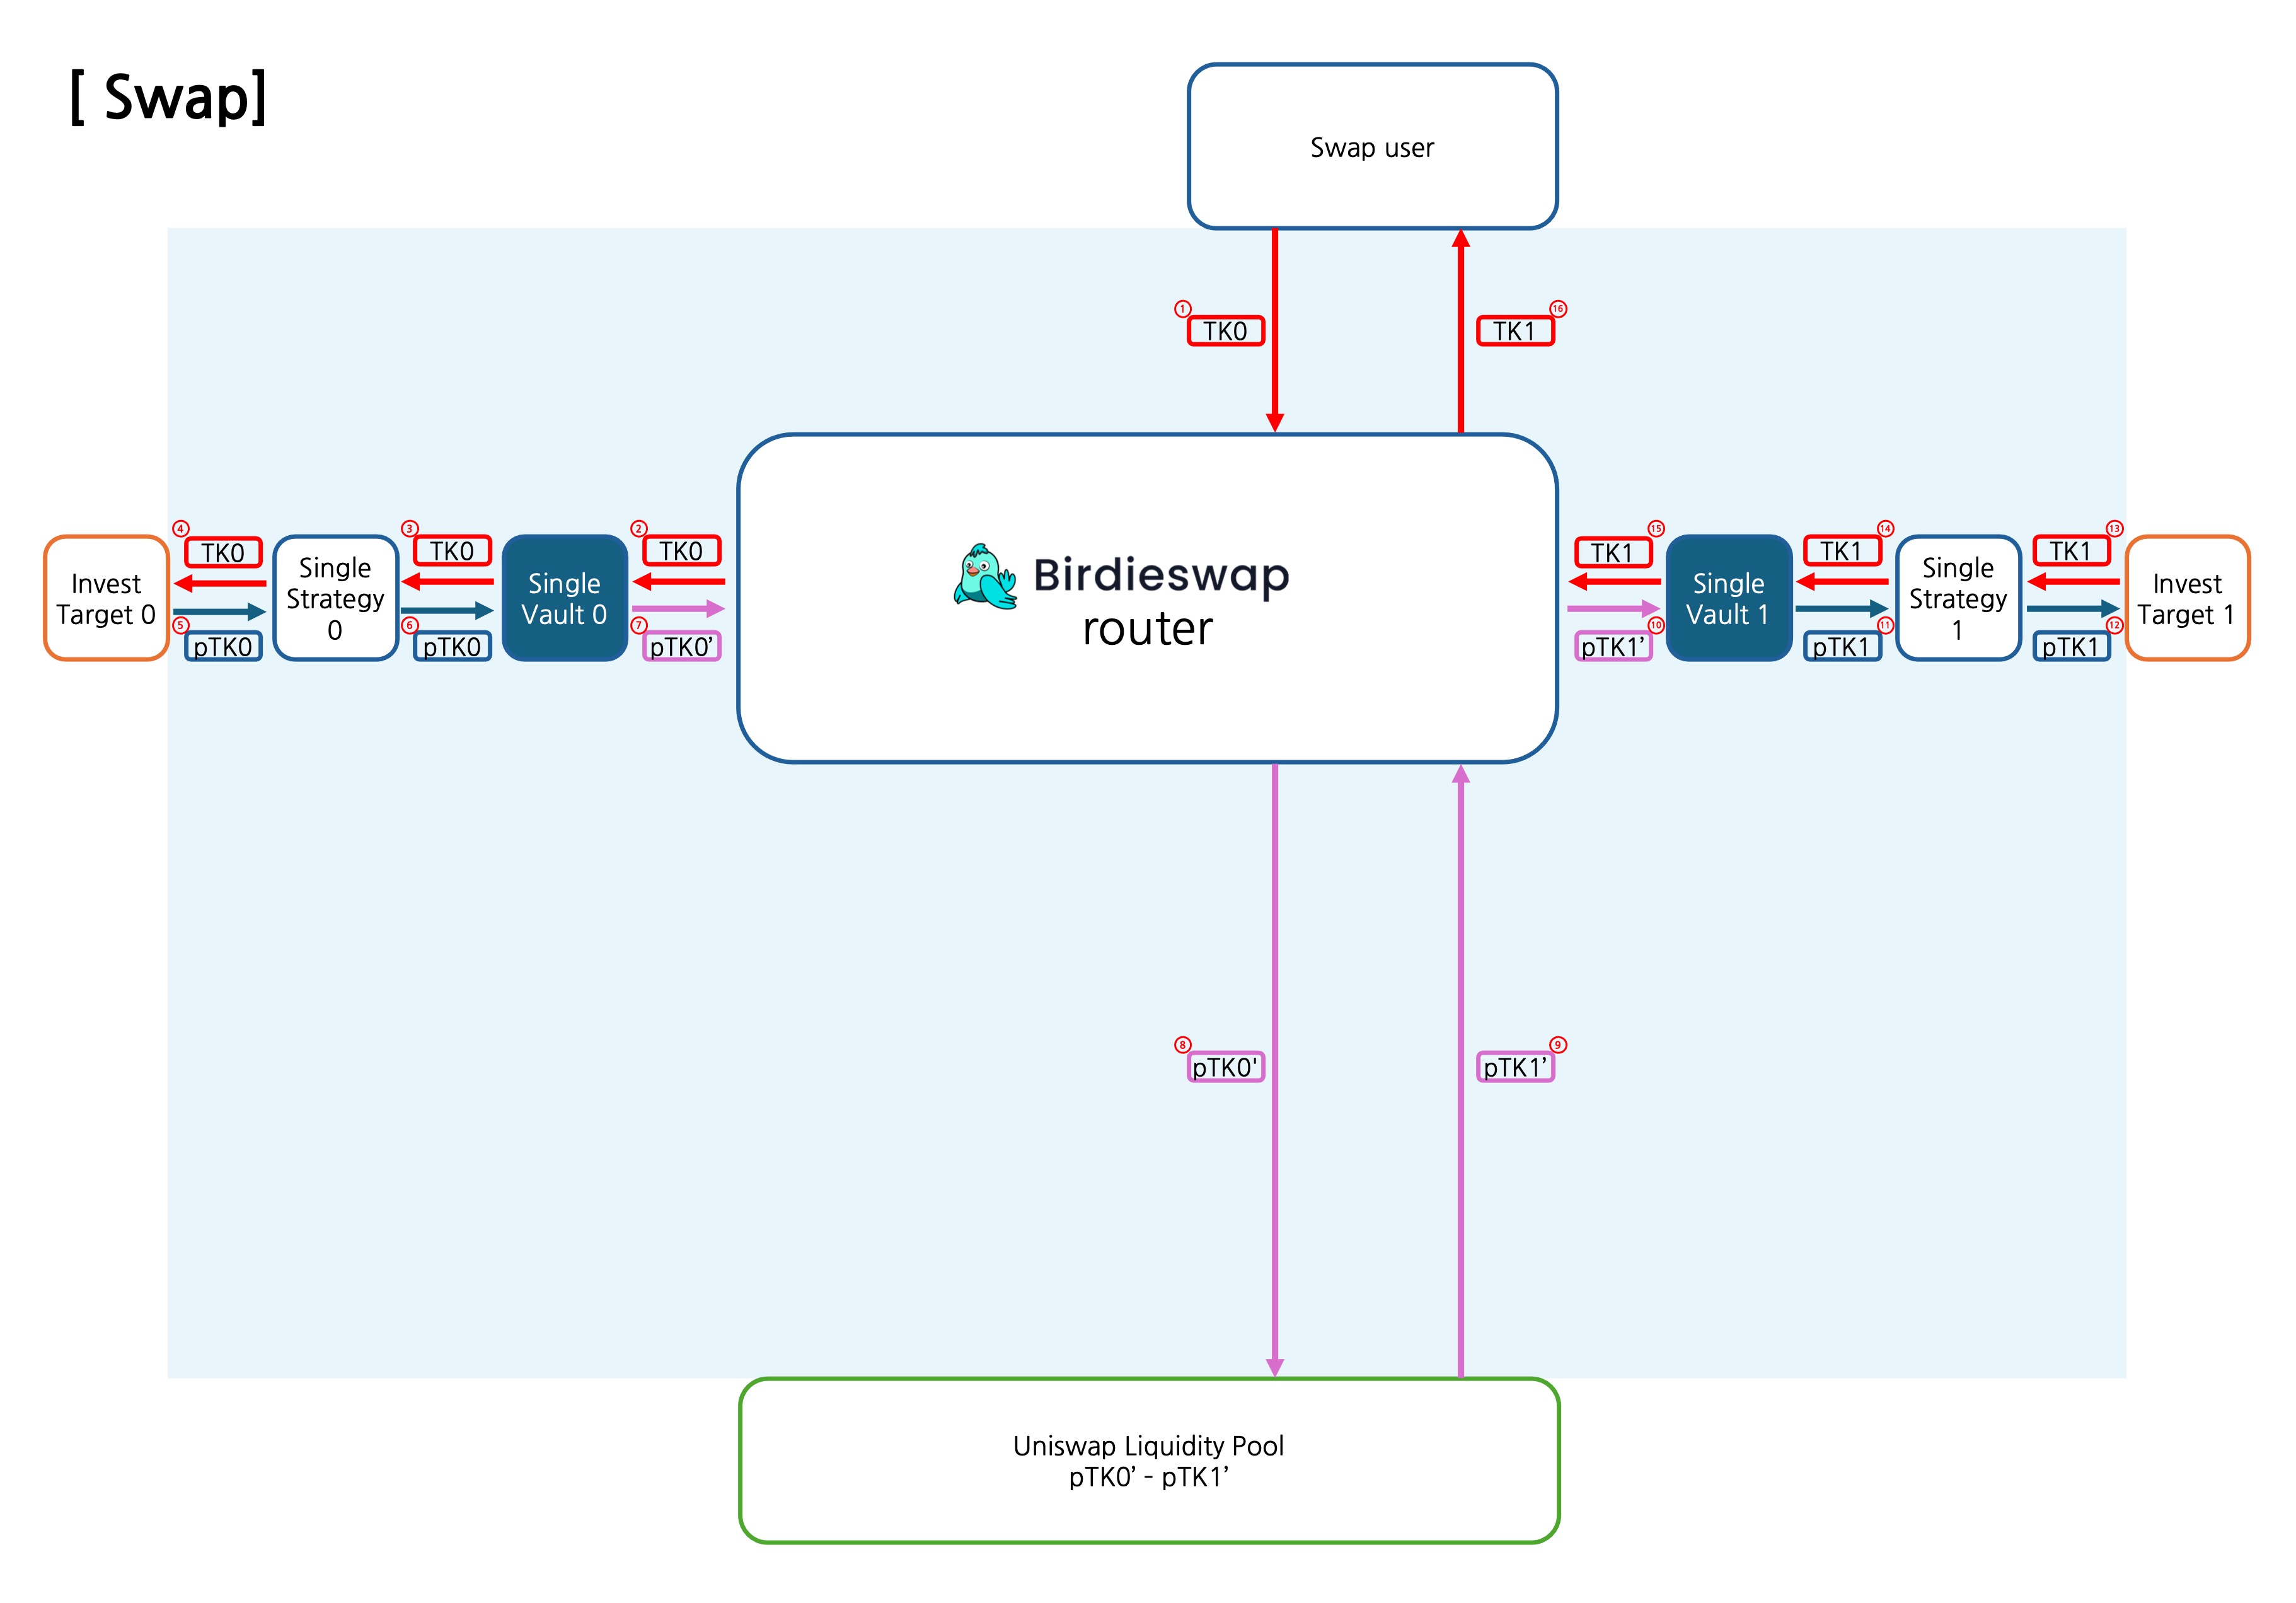 [ Swap]
Swap user
①
TK0
⑯
TK1
④
TK0
③
TK0
②
TK0
⑮
TK1
⑭
TK1
⑬
TK1
Invest
Target 0
Single
Strategy
0
Single
Vault 0
Birdieswap
router
Single
Vault 1
Single
Strategy
1
Invest
Target 1
⑤
pTK0
⑥
pTK0
⑦
pTK0’
⑩
pTK1’
⑪
pTK1
⑫
pTK1
⑧
pTK0'
⑨
pTK1’
Uniswap Liquidity Pool
pTK0’ - pTK1’